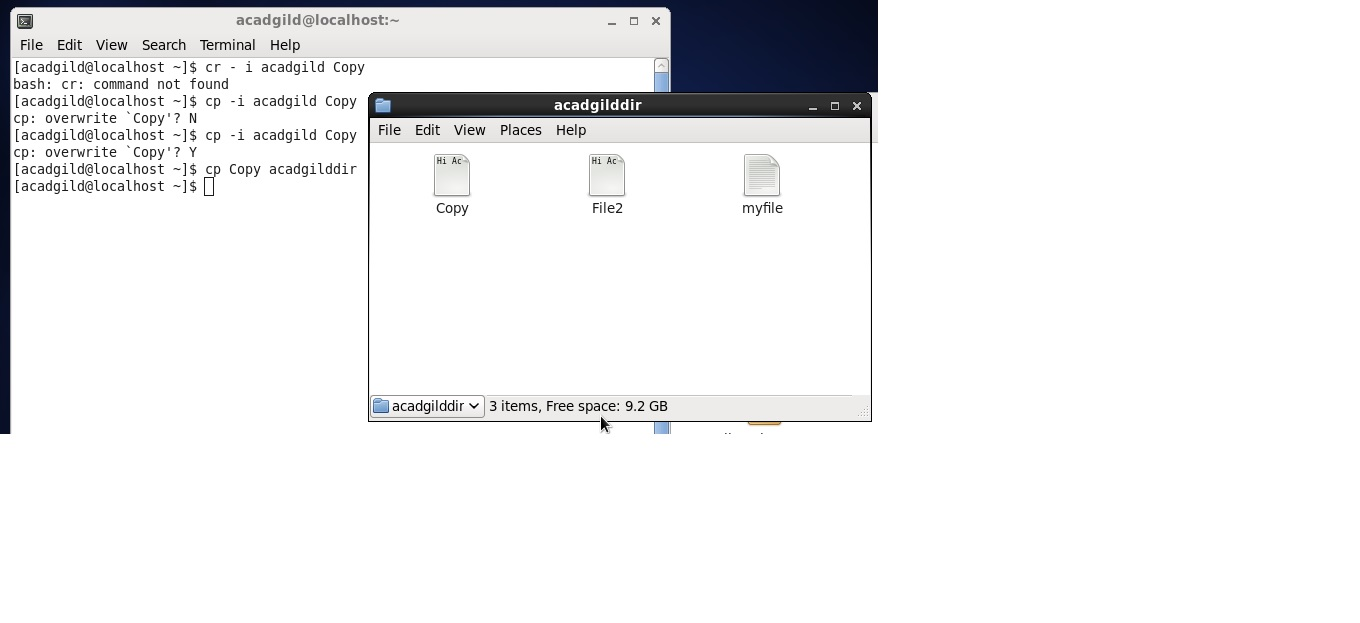 acadgild@localhost:~
File Edit View Search Terminal Help
[acadgild@localhost ~]$ cr - i acadgild Copy
bash: cr: command not found
[acadgild@localhost ~]$ cp -i acadgild Copy
cp: overwrite `Copy'? N
[acadgild@localhost ~]$ cp -i acadgild Copy
cp: overwrite `Copy'? Y
[acadgild@localhost ~]$ cp Copy acadgilddir
[acadgild@localhost ~]$
acadgilddir
File Edit View Places Help
Hi Ac Hi Ac
Copy File2 myfile
acadgilddir 3 items, Free space: 9.2 GB